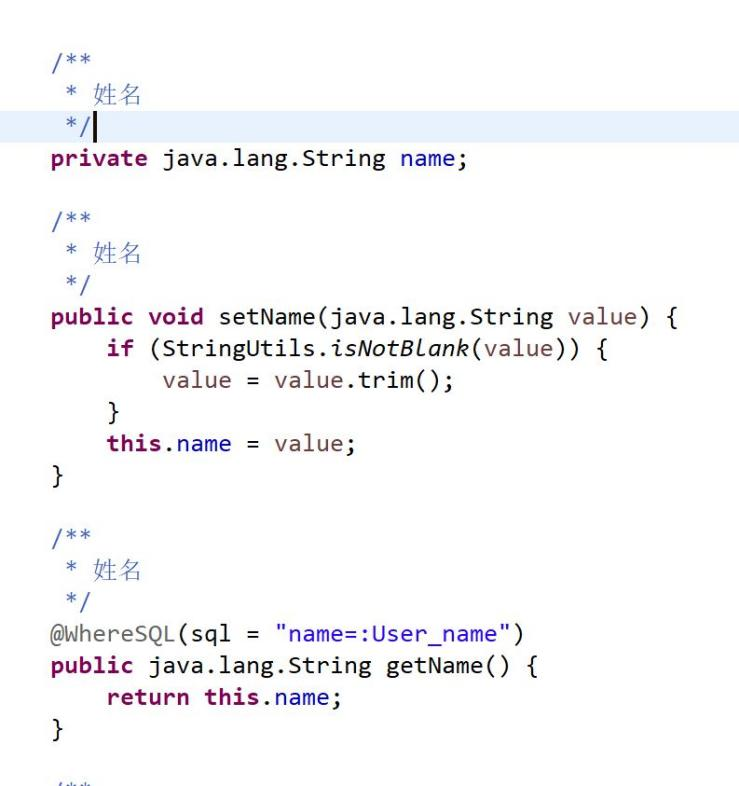 /**
 * 姓名
 */
private java.lang.String name;
/**
 * 姓名
 */
public void setName(java.lang.String value) {
    if (StringUtils.isNotBlank(value)) {
        value = value.trim();
    }
    this.name = value;
}
/**
 * 姓名
 */
@WhereSQL(sql = "name=:User_name")
public java.lang.String getName() {
    return this.name;
}
/**